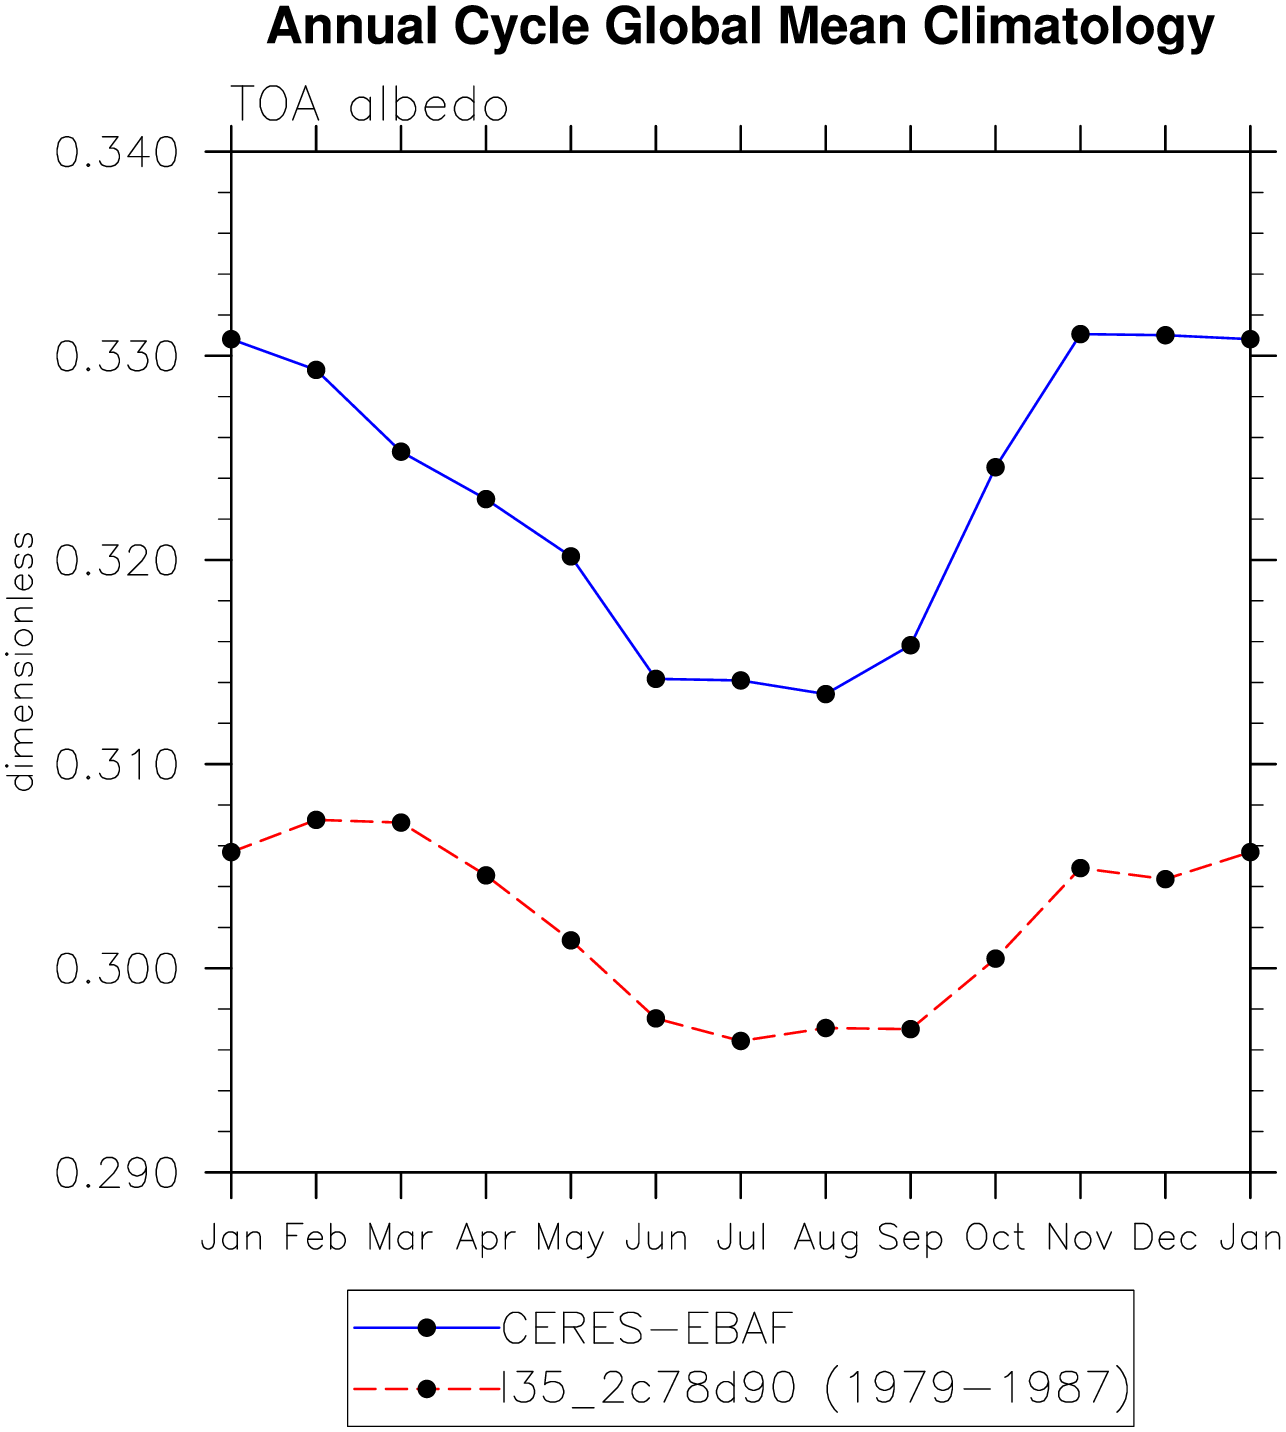 Annual Cycle Global Mean Climatology
TOA albedo
0.340
0.330
0.320
0.310
0.300
0.290
dimensionless
Jan Feb Mar Apr May Jun Jul Aug Sep Oct Nov Dec Jan
CERES-EBAF
I35_2c78d90 (1979-1987)